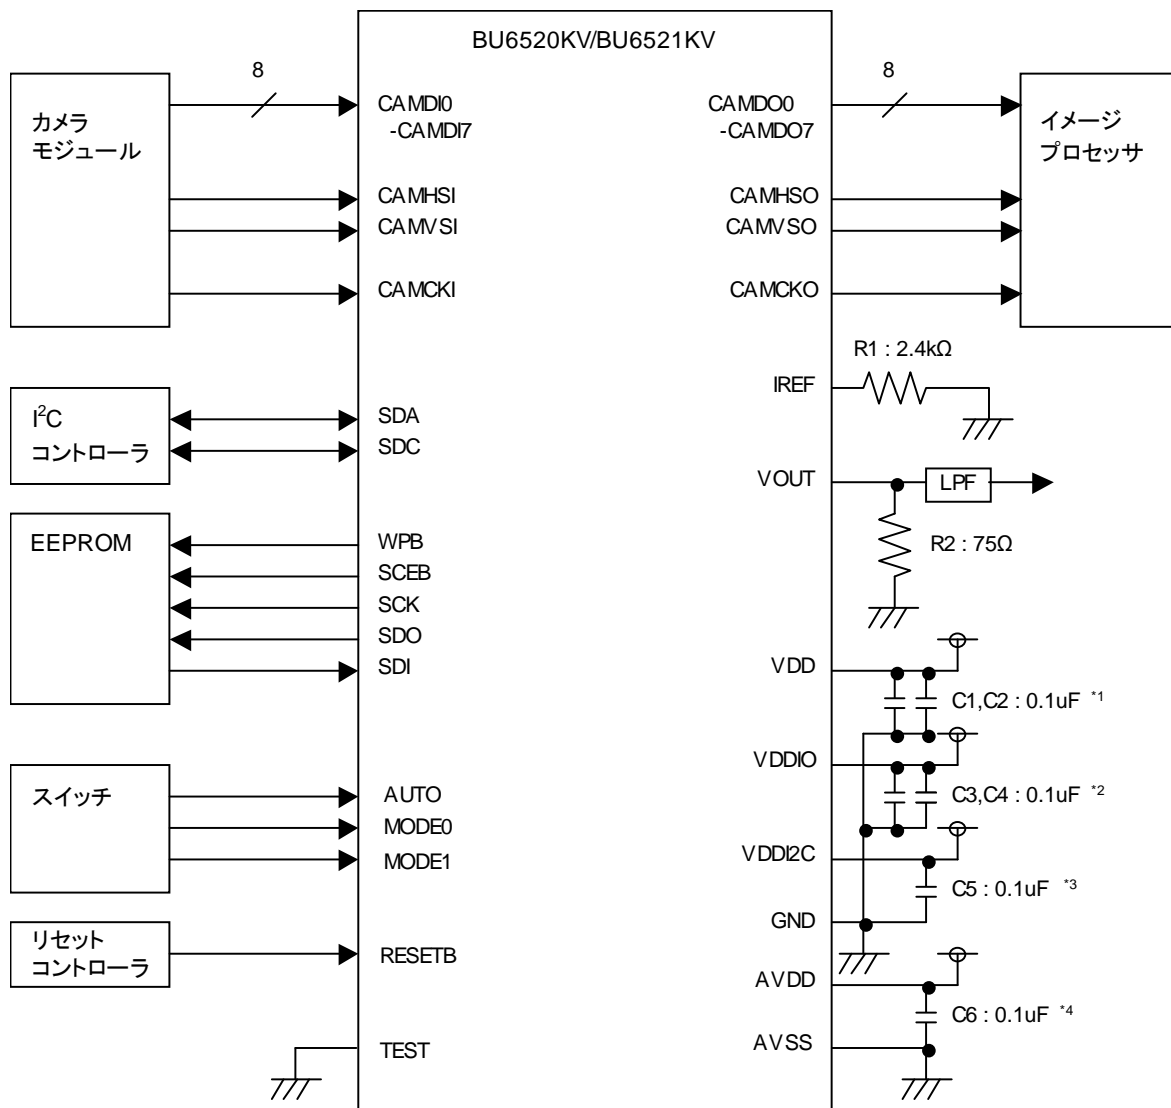 BU6520KV/BU6521KV
カメラ
モジュール
8
CAMDI0
-CAMDI7
CAMHSI
CAMVSI
CAMCKI
CAMDO0
-CAMDO7
CAMHSO
CAMVSO
CAMCKO
8
イメージ
プロセッサ
I²C
コントローラ
SDA
SDC
IREF
R1 : 2.4kΩ
VOUT
LPF
R2 : 75Ω
EEPROM
WPB
SCEB
SCK
SDO
SDI
VDD
C1,C2 : 0.1uF *1
VDDIO
C3,C4 : 0.1uF *2
VDDI2C
C5 : 0.1uF *3
GND
スイッチ
AUTO
MODE0
MODE1
リセット
コントローラ
RESETB
AVDD
C6 : 0.1uF *4
AVSS
TEST